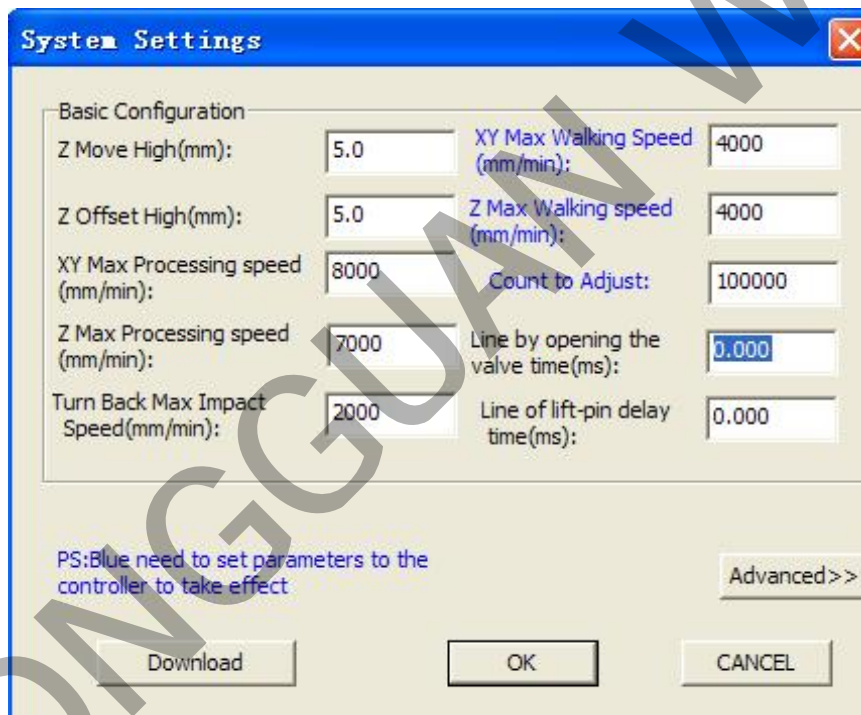 System Settings
Basic Configuration
Z Move High(mm):
5.0
XY Max Walking Speed
(mm/min):
4000
Z Offset High(mm):
5.0
Z Max Walking speed
(mm/min):
4000
XY Max Processing speed
(mm/min):
8000
Count to Adjust:
100000
Z Max Processing speed
(mm/min):
7000
Line by opening the
valve time(ms):
0.000
Turn Back Max Impact
Speed(mm/min):
2000
Line of lift-pin delay
time(ms):
0.000
PS:Blue need to set parameters to the
controller to take effect
Advanced>>
Download
OK
CANCEL
ONGGUAN W